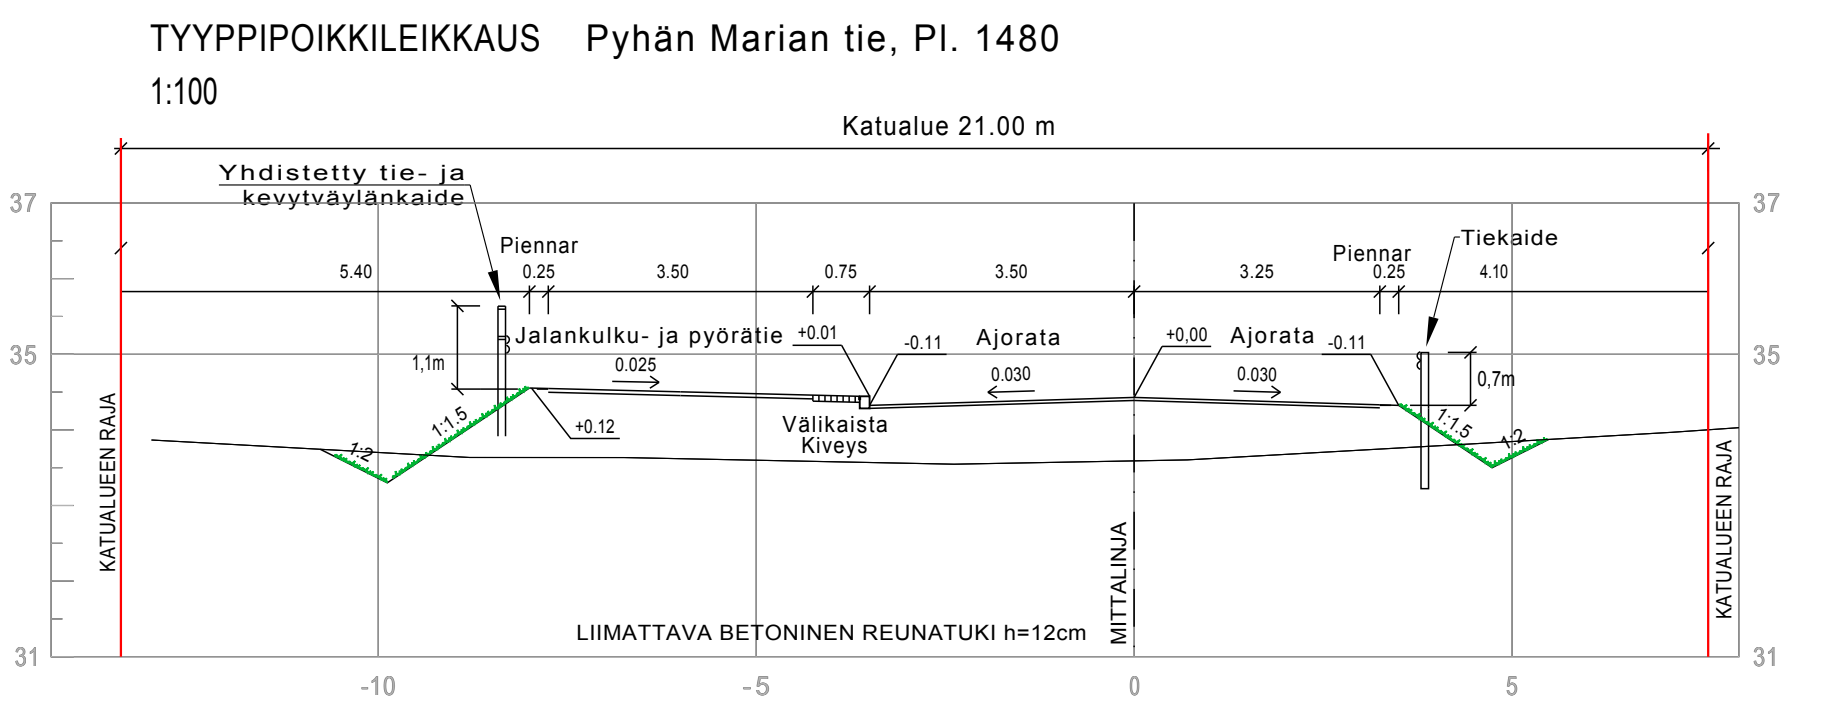 TYYPPIPOIKKILEIKKAUS Pyhän Marian tie, Pl. 1480
1:100
Katualue 21.00 m
Yhdistetty tie- ja
kevytväylänkaide
37
37
Piennar
Piennar
Tiekaide
5.40
0.25
3.50
0.75
3.50
3.25
0.25
4.10
Jalankulku- ja pyörätie
+0.01
-0.11
Ajorata
+0,00
Ajorata
-0.11
35
35
1,1m
0.025
0.030
0.030
0,7m
1:2
1:1.5
+0.12
Välikaista
Kiveys
1:1.5
1:2
KATUALUEEN RAJA
MITTALINJA
KATUALUEEN RAJA
LIIMATTAVA BETONINEN REUNATUKI h=12cm
31
31
-10
-5
0
5